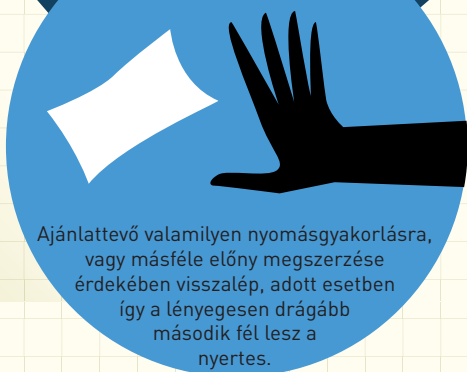 Ajánlattevő valamilyen nyomásgyakorlásra,
vagy másféle előny megszerzése
érdekében visszalép, adott esetben
így a lényegesen drágább
második fél lesz a
nyertes.